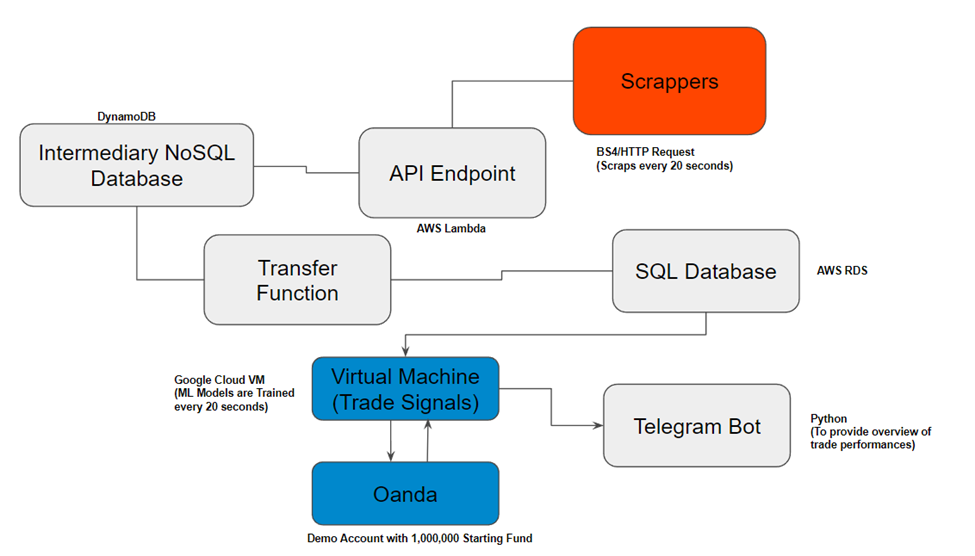 Scrappers
BS4/HTTP Request
(Scraps every 20 seconds)
DynamoDB
Intermediary NoSQL
Database
API Endpoint
AWS Lambda
Transfer
Function
SQL Database
AWS RDS
Google Cloud VM
(ML Models are Trained
every 20 seconds)
Virtual Machine
(Trade Signals)
Telegram Bot
Python
(To provide overview of
trade performances)
Oanda
Demo Account with 1,000,000 Starting Fund